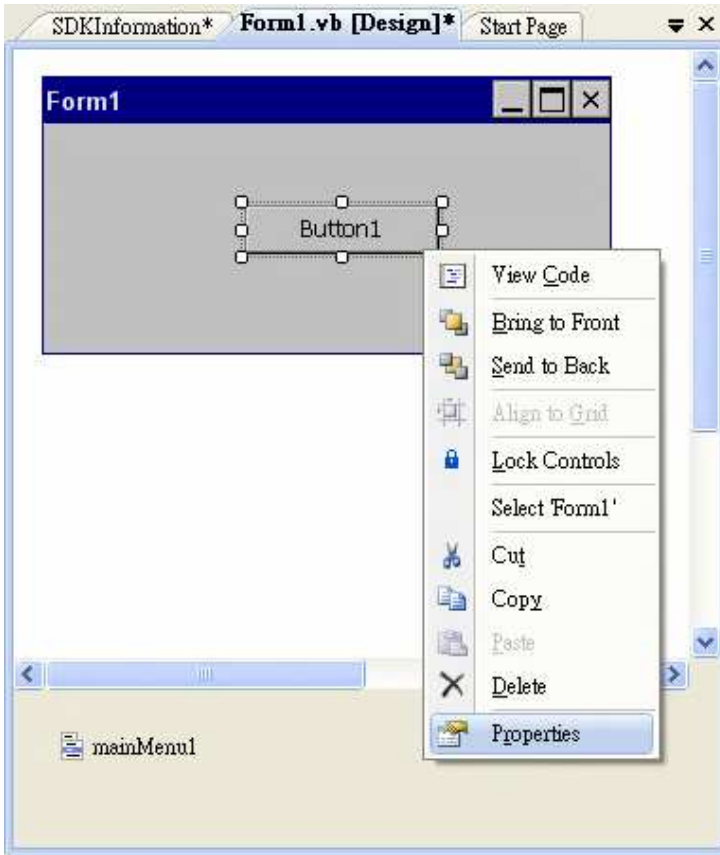 SDKInformation* Form1.vb [Design]* Start Page
Form1
Button1
View Code
Bring to Front
Send to Back
Align to Grid
Lock Controls
Select 'Form1'
Cut
Copy
Paste
Delete
Properties
mainMenu1